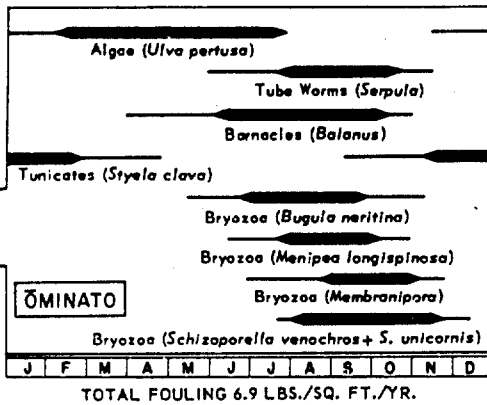 Algae (Ulva pertusa)
Tube Worms (Serpula)
Barnacles (Balanus)
Tunicates (Styela clava)
Bryozoa (Bugula neritina)
Bryozoa (Menipea longispinosa)
Bryozoa (Membranipora)
ŌMINATO
Bryozoa (Schizoporella venochros + S. unicornis)
J F M A M J J A S O N D
TOTAL FOULING 6.9 LBS./SQ. FT./YR.